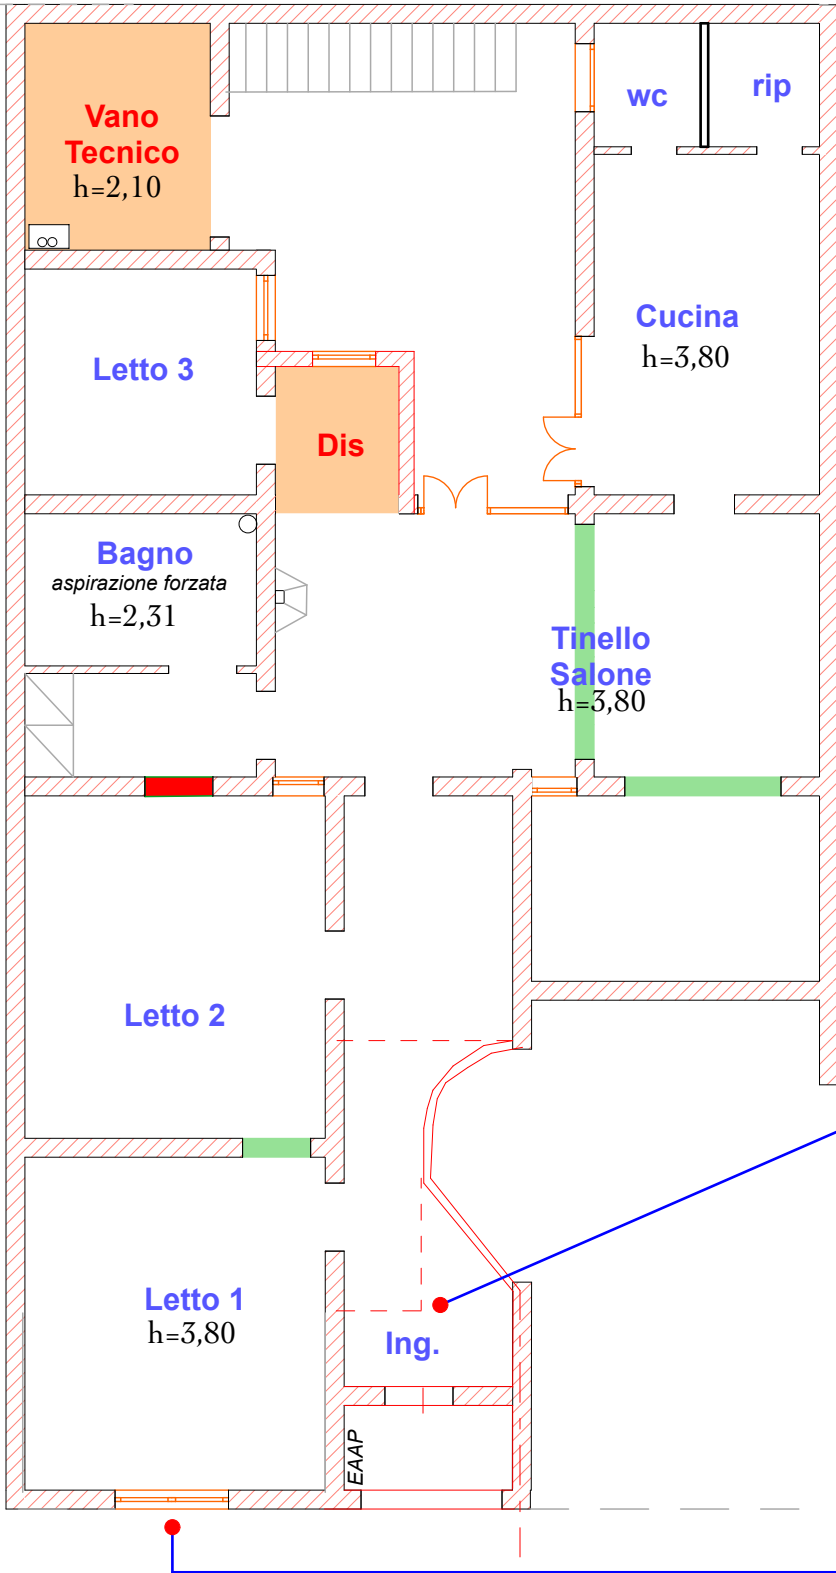 Vano
Tecnico
h=2,10
wc
rip
Cucina
h=3,80
Letto 3
Dis
Bagno
aspirazione forzata
h=2,31
Tinello
Salone
h=3,80
Letto 2
Letto 1
h=3,80
Ing.
EAAP